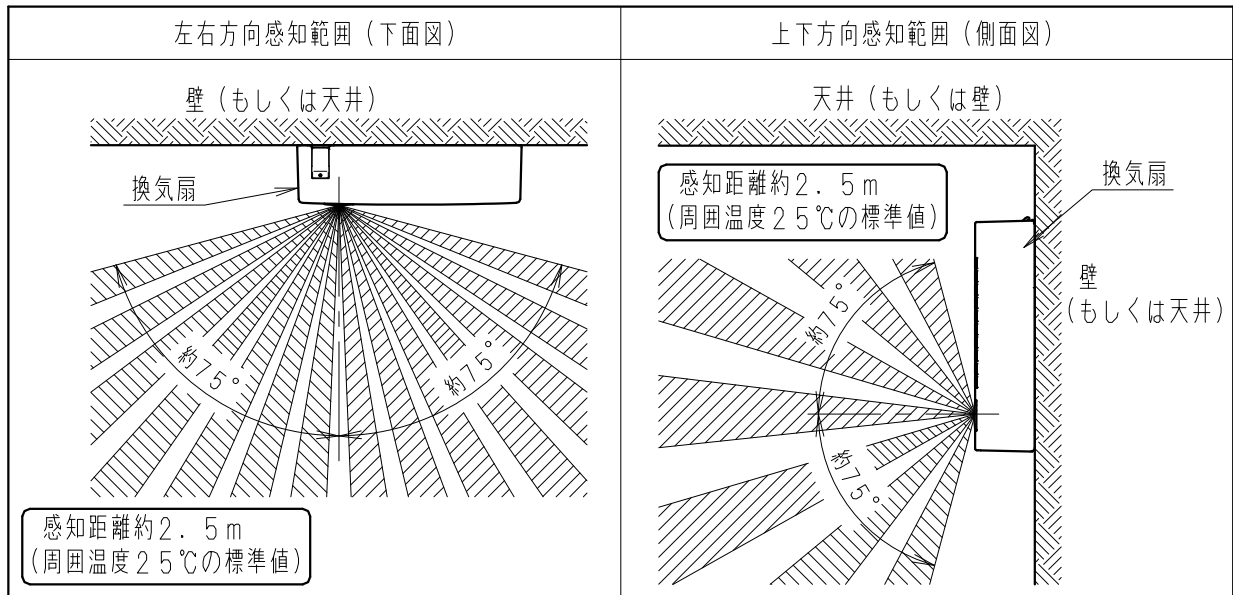 左右方向感知範囲(下面図)
壁(もしくは天井)
換気扇
約75°
約75°
感知距離約2.5m
(周囲温度25℃の標準値)
上下方向感知範囲(側面図)
天井(もしくは壁)
感知距離約2.5m
(周囲温度25℃の標準値)
換気扇
壁
(もしくは天井)
約75°
約75°